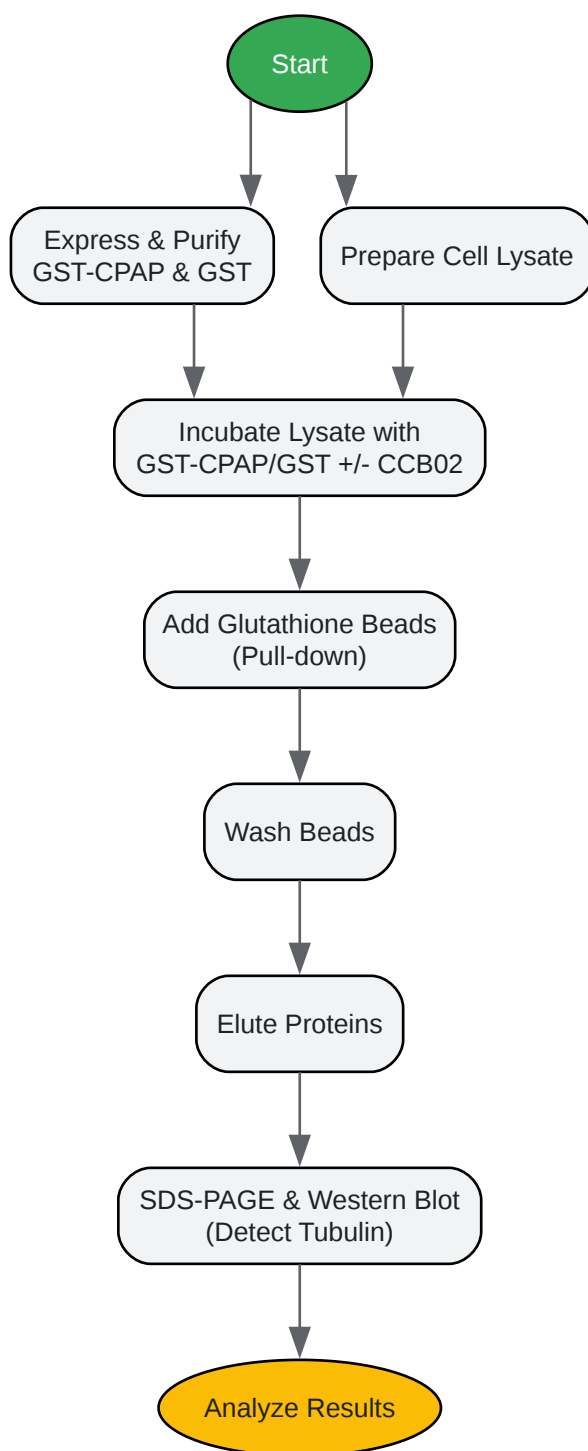 Start
Express & Purify
GST-CPAP & GST
Prepare Cell Lysate
Incubate Lysate with
GST-CPAP/GST +/- CCB02
Add Glutathione Beads
(Pull-down)
Wash Beads
Elute Proteins
SDS-PAGE & Western Blot
(Detect Tubulin)
Analyze Results